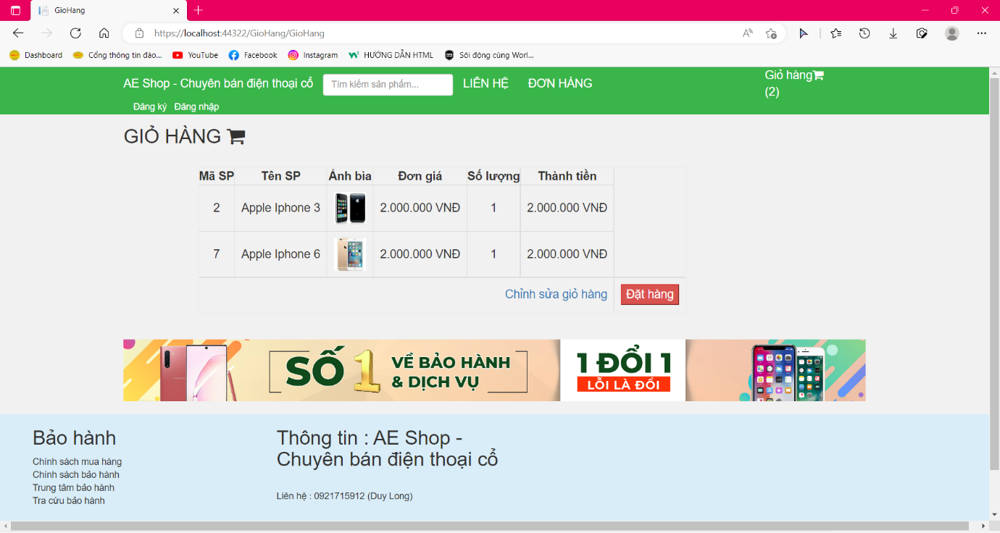 GioHang
https://localhost:44322/GioHang/GioHang
Dashboard
Cổng thông tin đào...
YouTube
Facebook
Instagram
HƯỚNG DẪN HTML
Sôi động cùng Worl...
AE Shop - Chuyên bán điện thoại cổ
Tìm kiếm sản phẩm...
LIÊN HỆ
ĐƠN HÀNG
Giỏ hàng
(2)
Đăng ký Đăng nhập
GIỎ HÀNG
Mã SP Tên SP Ảnh bìa Đơn giá Số lượng Thành tiền
2 Apple Iphone 3 2.000.000 VNĐ 1 2.000.000 VNĐ
7 Apple Iphone 6 2.000.000 VNĐ 1 2.000.000 VNĐ
Chỉnh sửa giỏ hàng Đặt hàng
SỐ 1 VỀ BẢO HÀNH
& DỊCH VỤ
1 ĐỔI 1
LỖI LÀ ĐỔI
Bảo hành
Chính sách mua hàng
Chính sách bảo hành
Trung tâm bảo hành
Tra cứu bảo hành
Thông tin : AE Shop -
Chuyên bán điện thoại cổ
Liên hệ : 0921715912 (Duy Long)